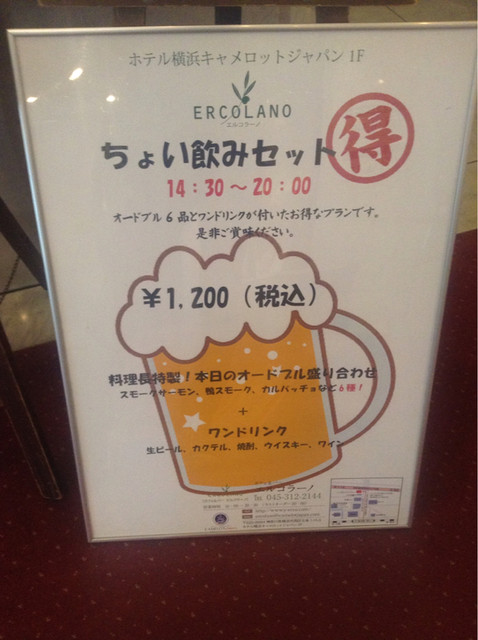 ホテル横浜キャメロットジャパン 1F
ERCOLANO
エルコラーノ
ちょい飲みセット
得
14：30～20：00
オードブル 6 品とワンドリンクが付いたお得なプランです。
是非ご賞味ください。
￥1,200（税込）
料理長特製！本日のオードブル盛り合わせ
スモークサーモン、鴨スモーク、カルパッチョなど6種！
+
ワンドリンク
生ビール、カクテル、焼酎、ウイスキー、ワイン
エルコラーノ
℡ 045-312-2144